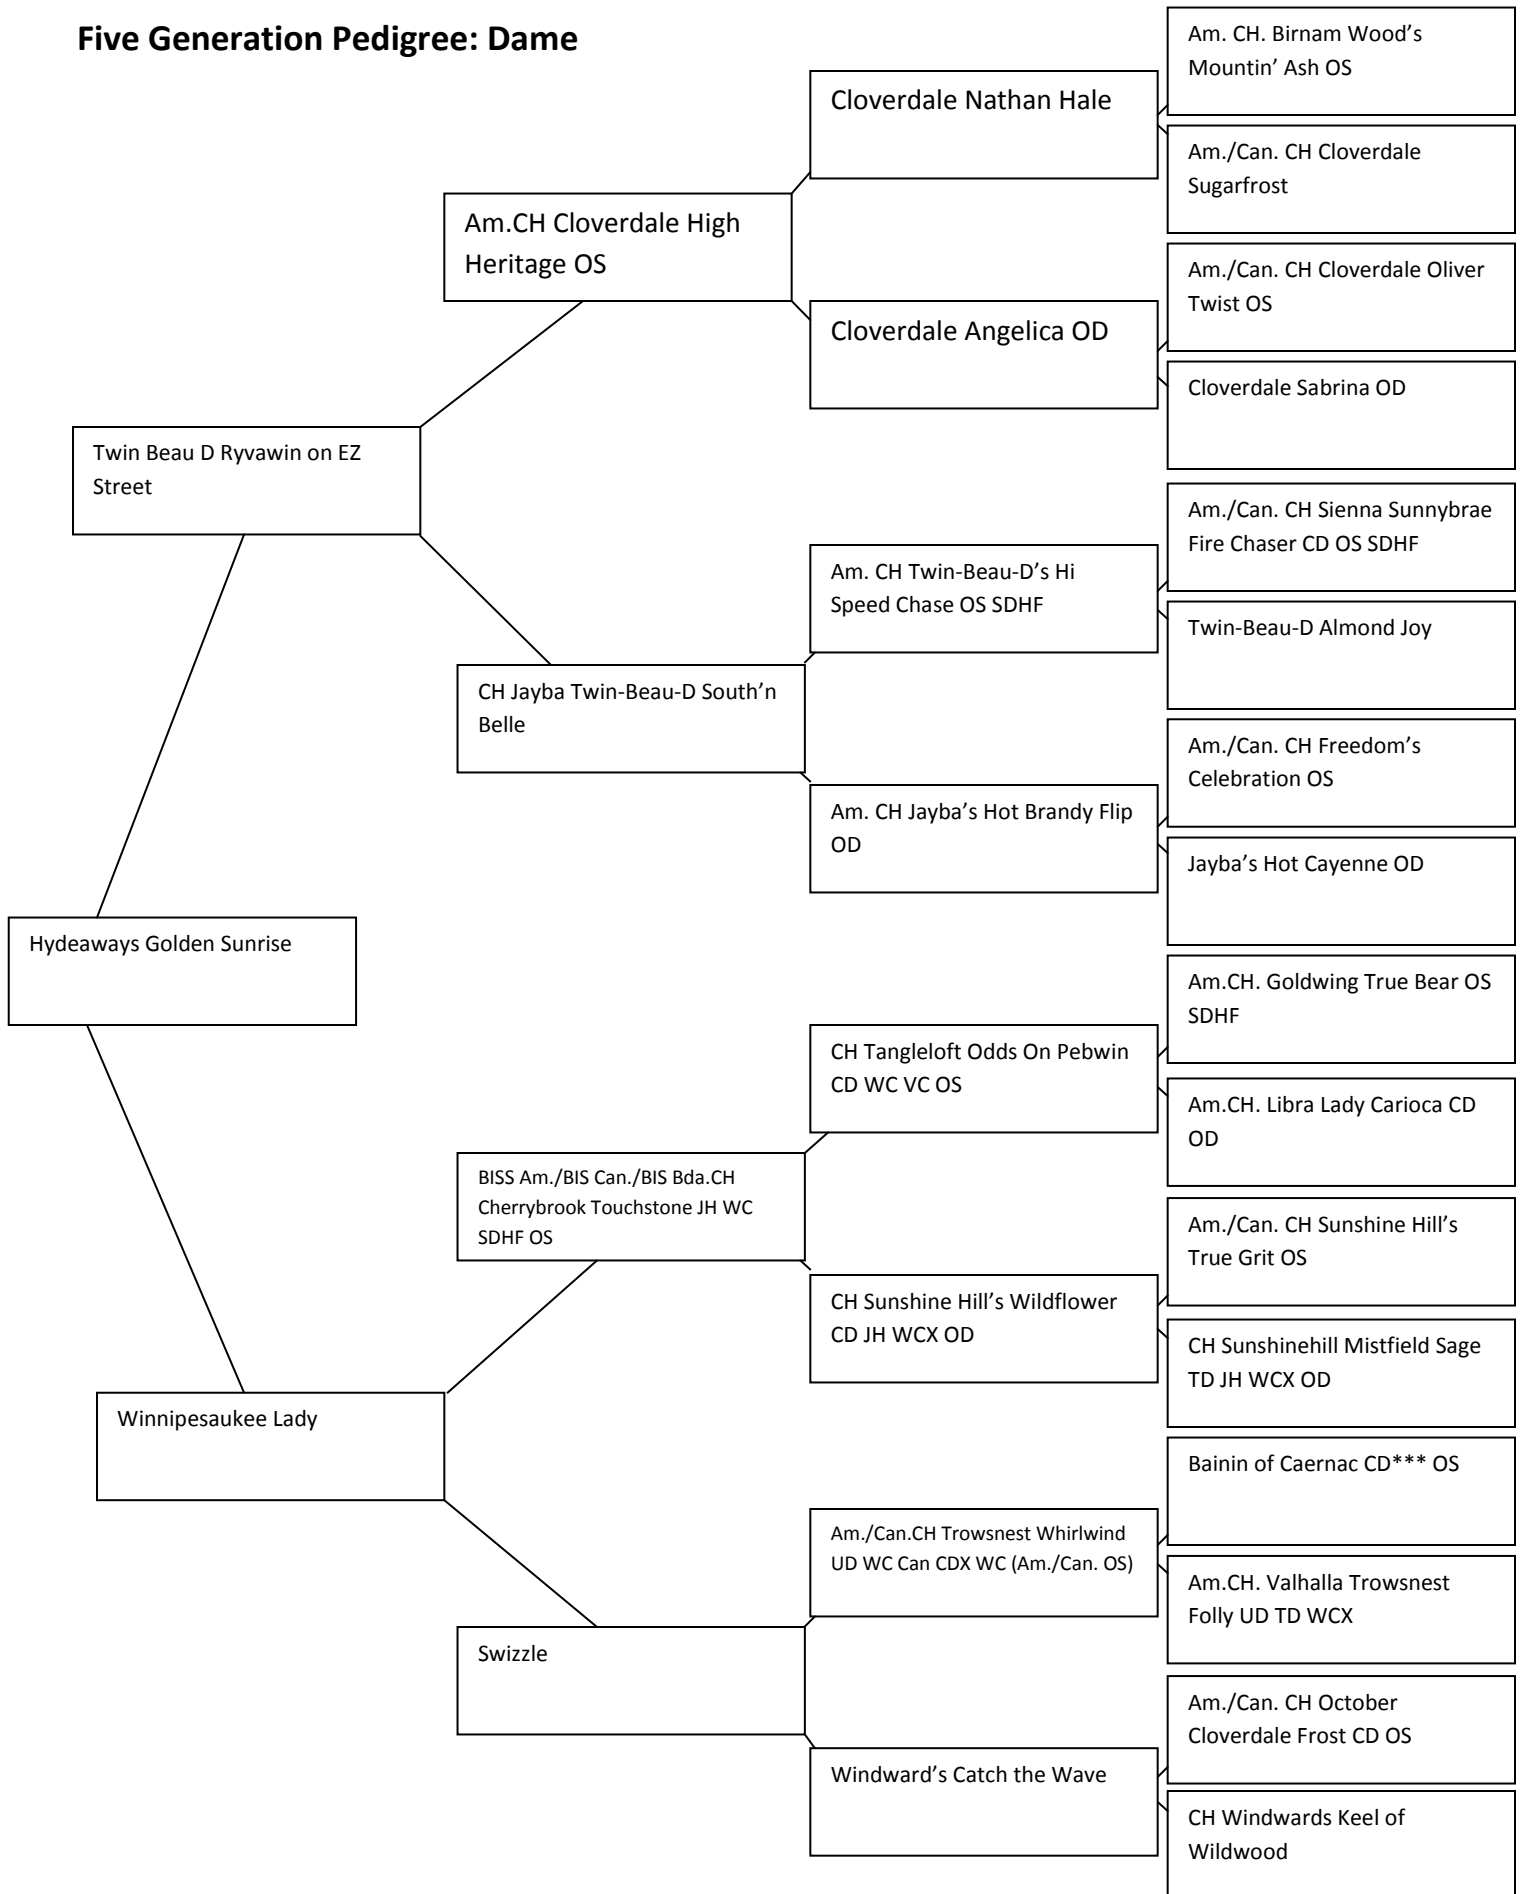 Five Generation Pedigree: Dame
Am. CH. Birnam Wood’s
Mountin’ Ash OS
Cloverdale Nathan Hale
Am./Can. CH Cloverdale
Sugarfrost
Am.CH Cloverdale High
Heritage OS
Am./Can. CH Cloverdale Oliver
Twist OS
Cloverdale Angelica OD
Cloverdale Sabrina OD
Twin Beau D Ryvawin on EZ
Street
Am./Can. CH Sienna Sunnybrae
Fire Chaser CD OS SDHF
Am. CH Twin-Beau-D’s Hi
Speed Chase OS SDHF
Twin-Beau-D Almond Joy
CH Jayba Twin-Beau-D South’n
Belle
Am./Can. CH Freedom’s
Celebration OS
Am. CH Jayba’s Hot Brandy Flip
OD
Jayba’s Hot Cayenne OD
Hydeaways Golden Sunrise
Am.CH. Goldwing True Bear OS
SDHF
CH Tangleloft Odds On Pebwin
CD WC VC OS
Am.CH. Libra Lady Carioca CD
OD
BISS Am./BIS Can./BIS Bda.CH
Cherrybrook Touchstone JH WC
SDHF OS
Am./Can. CH Sunshine Hill’s
True Grit OS
CH Sunshine Hill’s Wildflower
CD JH WCX OD
CH Sunshinehill Mistfield Sage
TD JH WCX OD
Winnipesaukee Lady
Bainin of Caernac CD*** OS
Am./Can.CH Trowsnest Whirlwind
UD WC Can CDX WC (Am./Can. OS)
Am.CH. Valhalla Trowsnest
Folly UD TD WCX
Swizzle
Am./Can. CH October
Cloverdale Frost CD OS
Windward’s Catch the Wave
CH Windwards Keel of
Wildwood